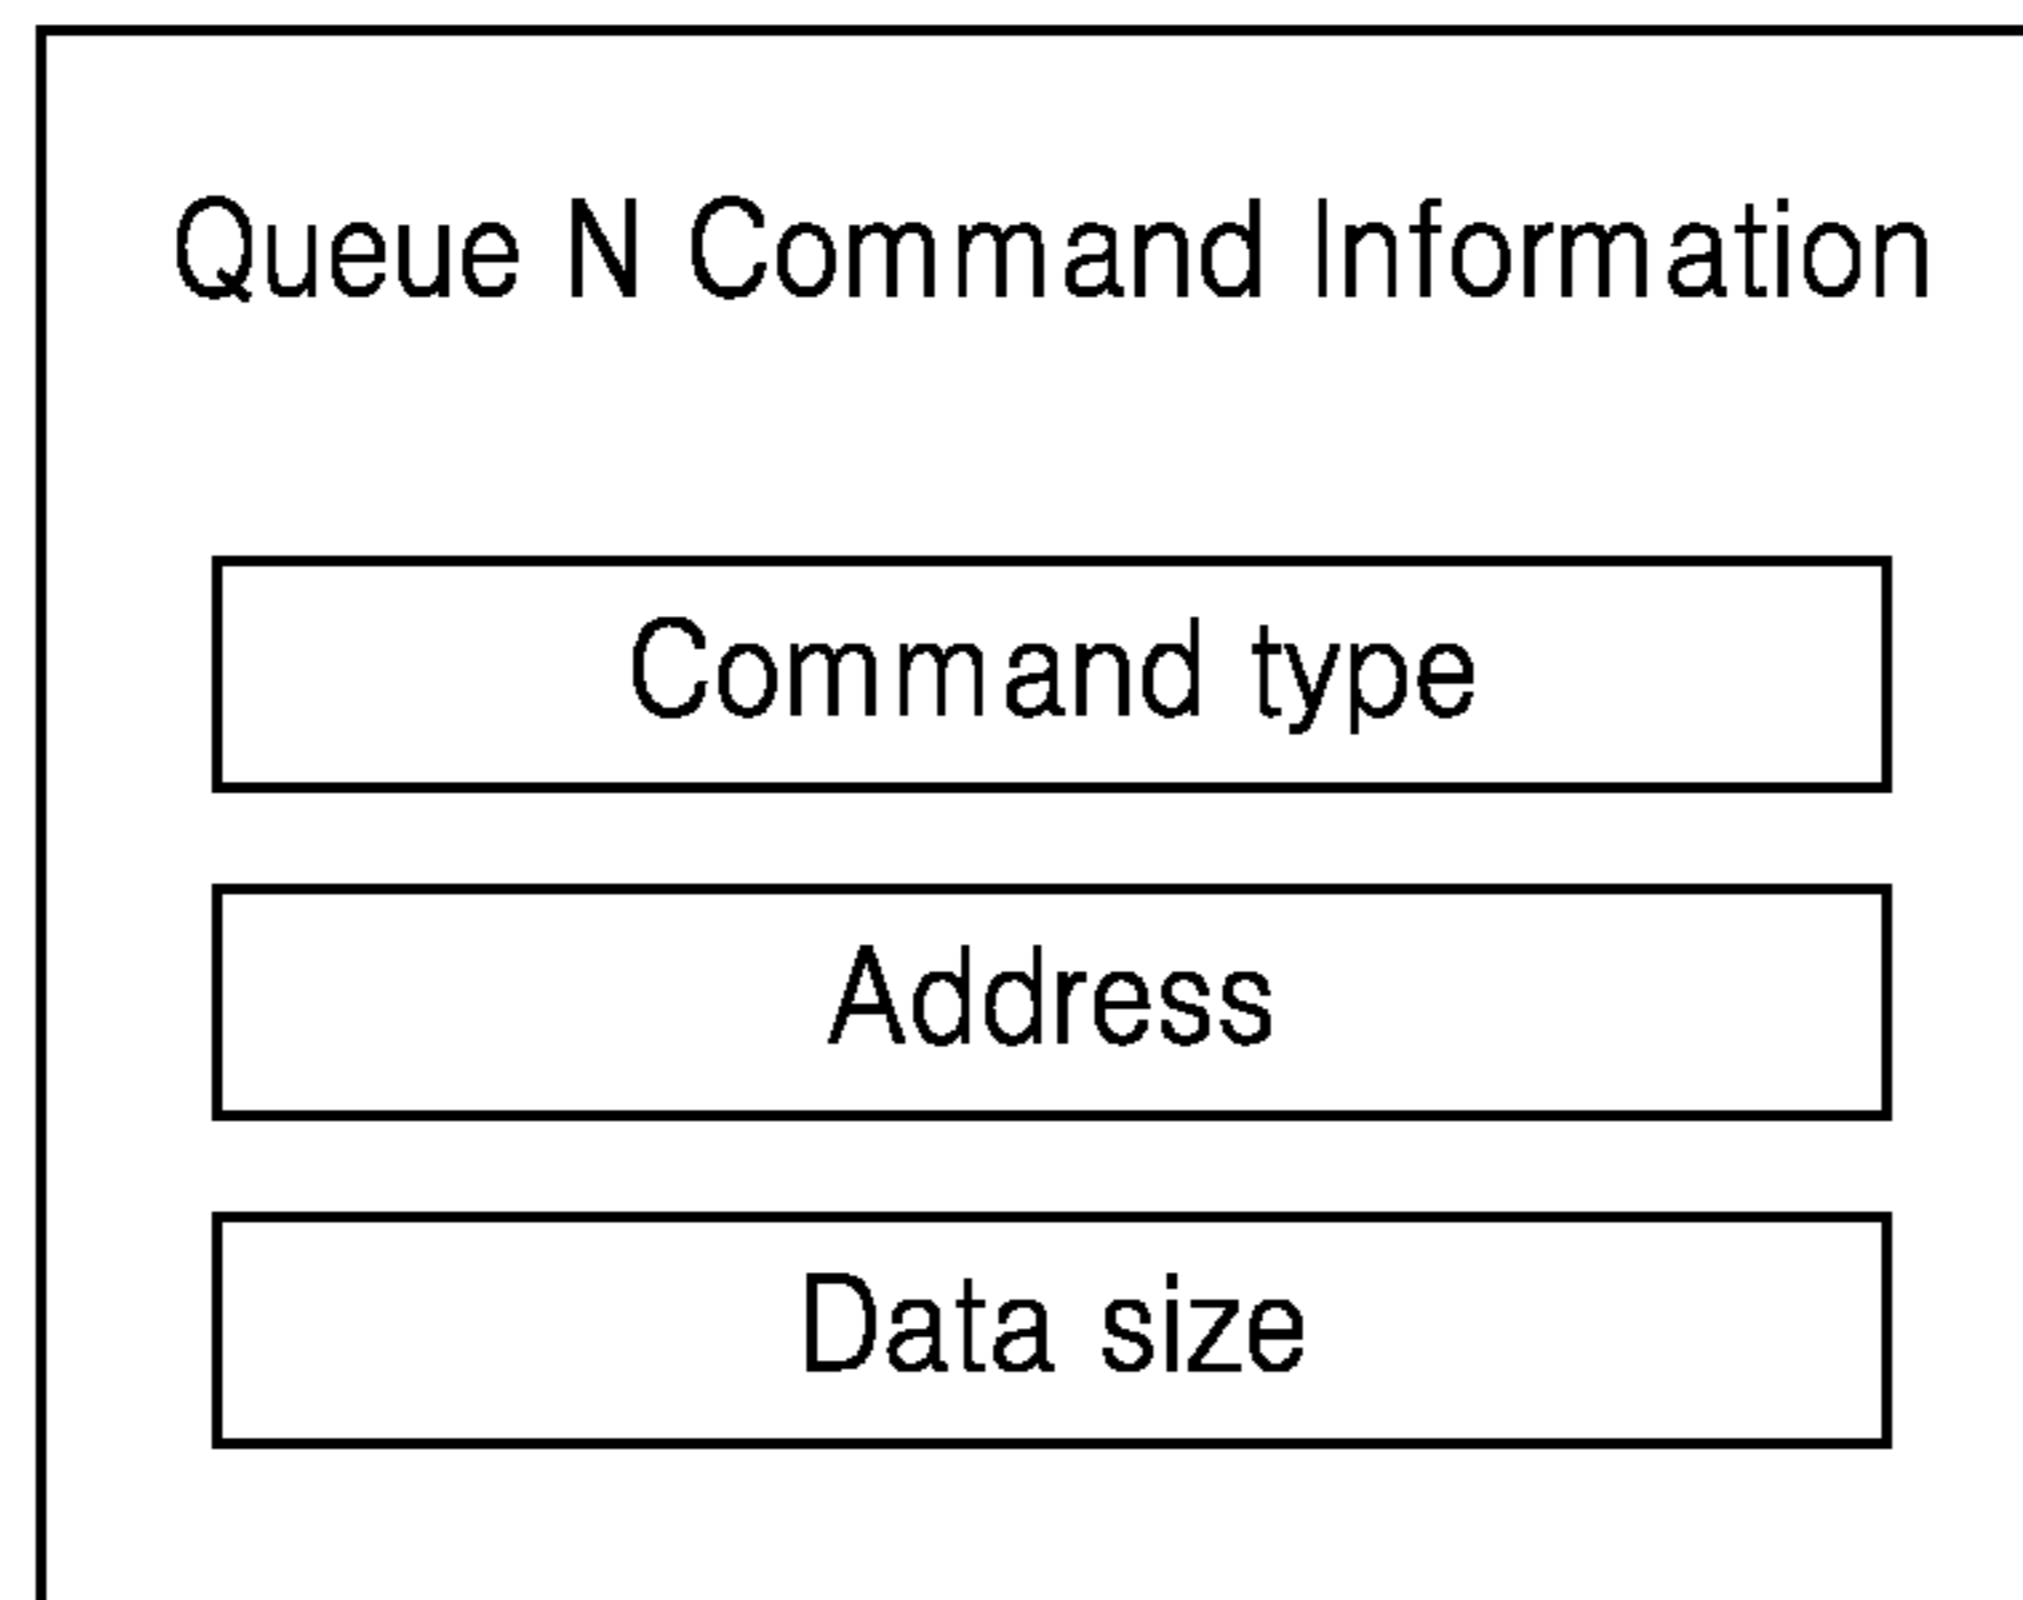 Queue N Command Information
Command type
Address
Data size